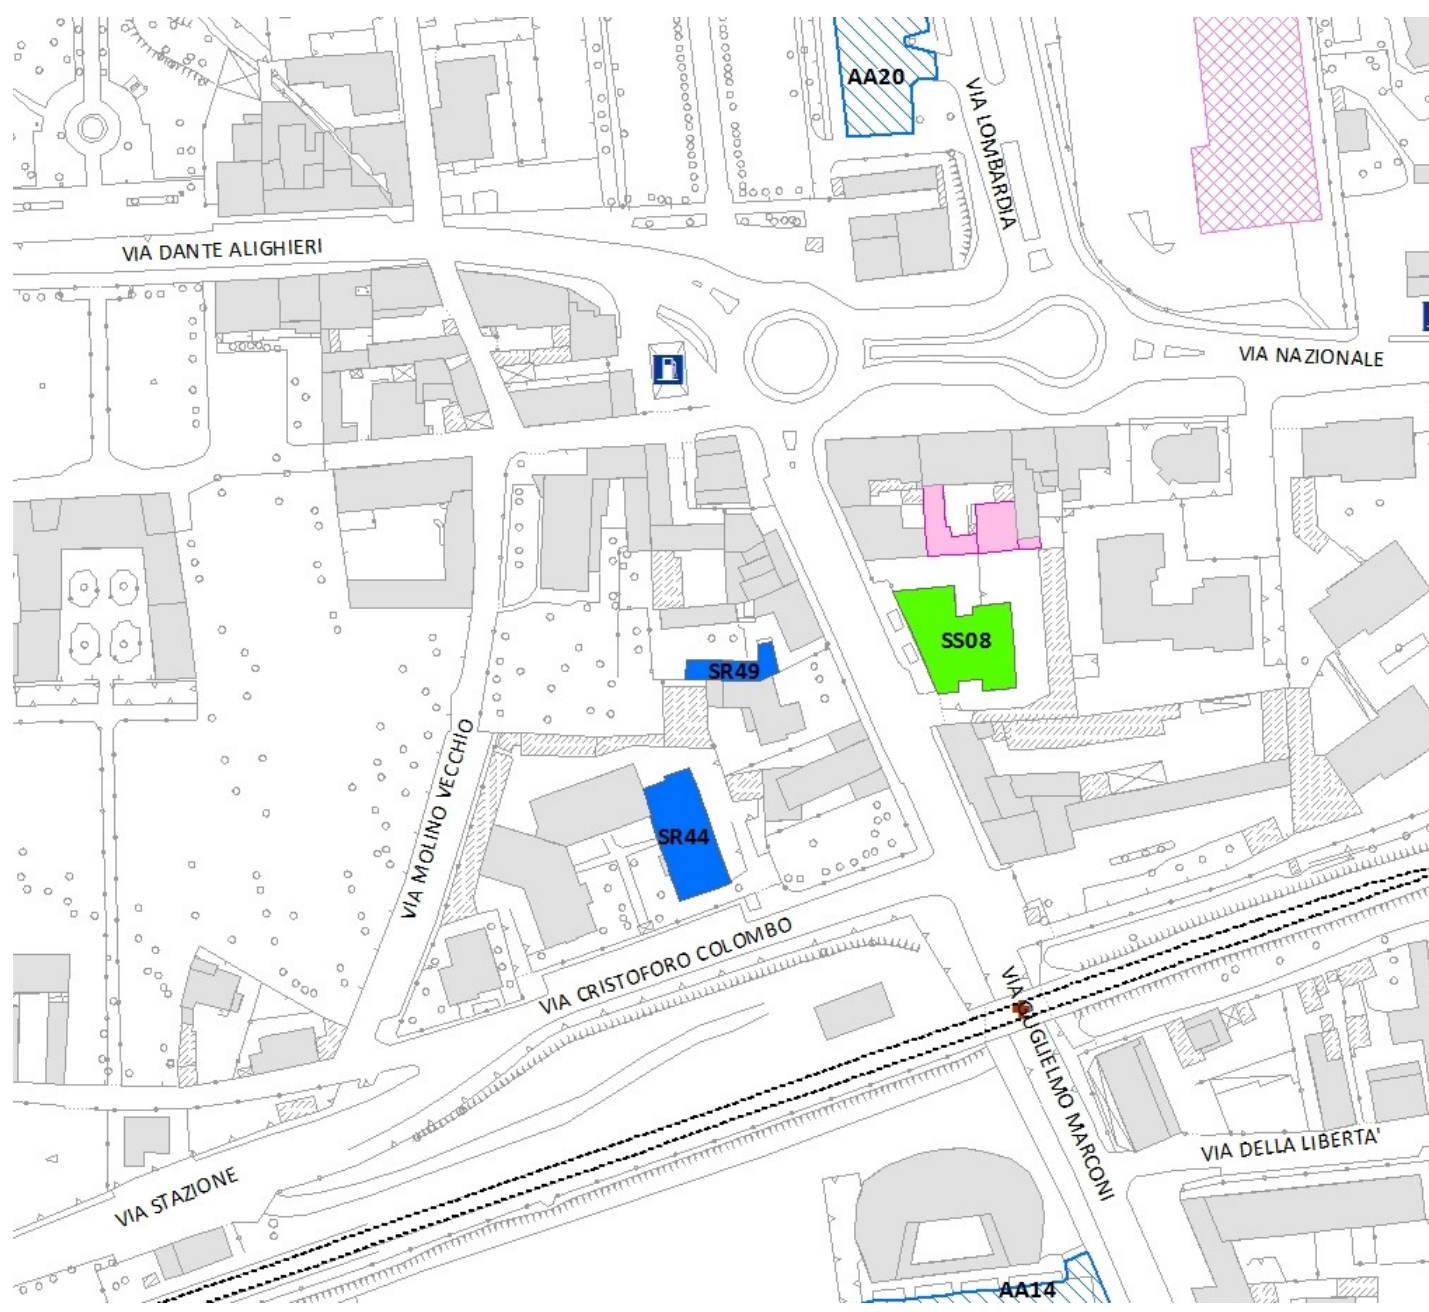 AA20
VIA LOMBARDIA
VIA DANTE ALIGHIERI
VIA NAZIONALE
SS08
SR49
VIA MOLINO VECCHIO
SR44
VIA CRISTOFORO COLOMBO
VIA GUGLIELMO MARCONI
VIA DELLA LIBERTA'
VIA STAZIONE
AA14